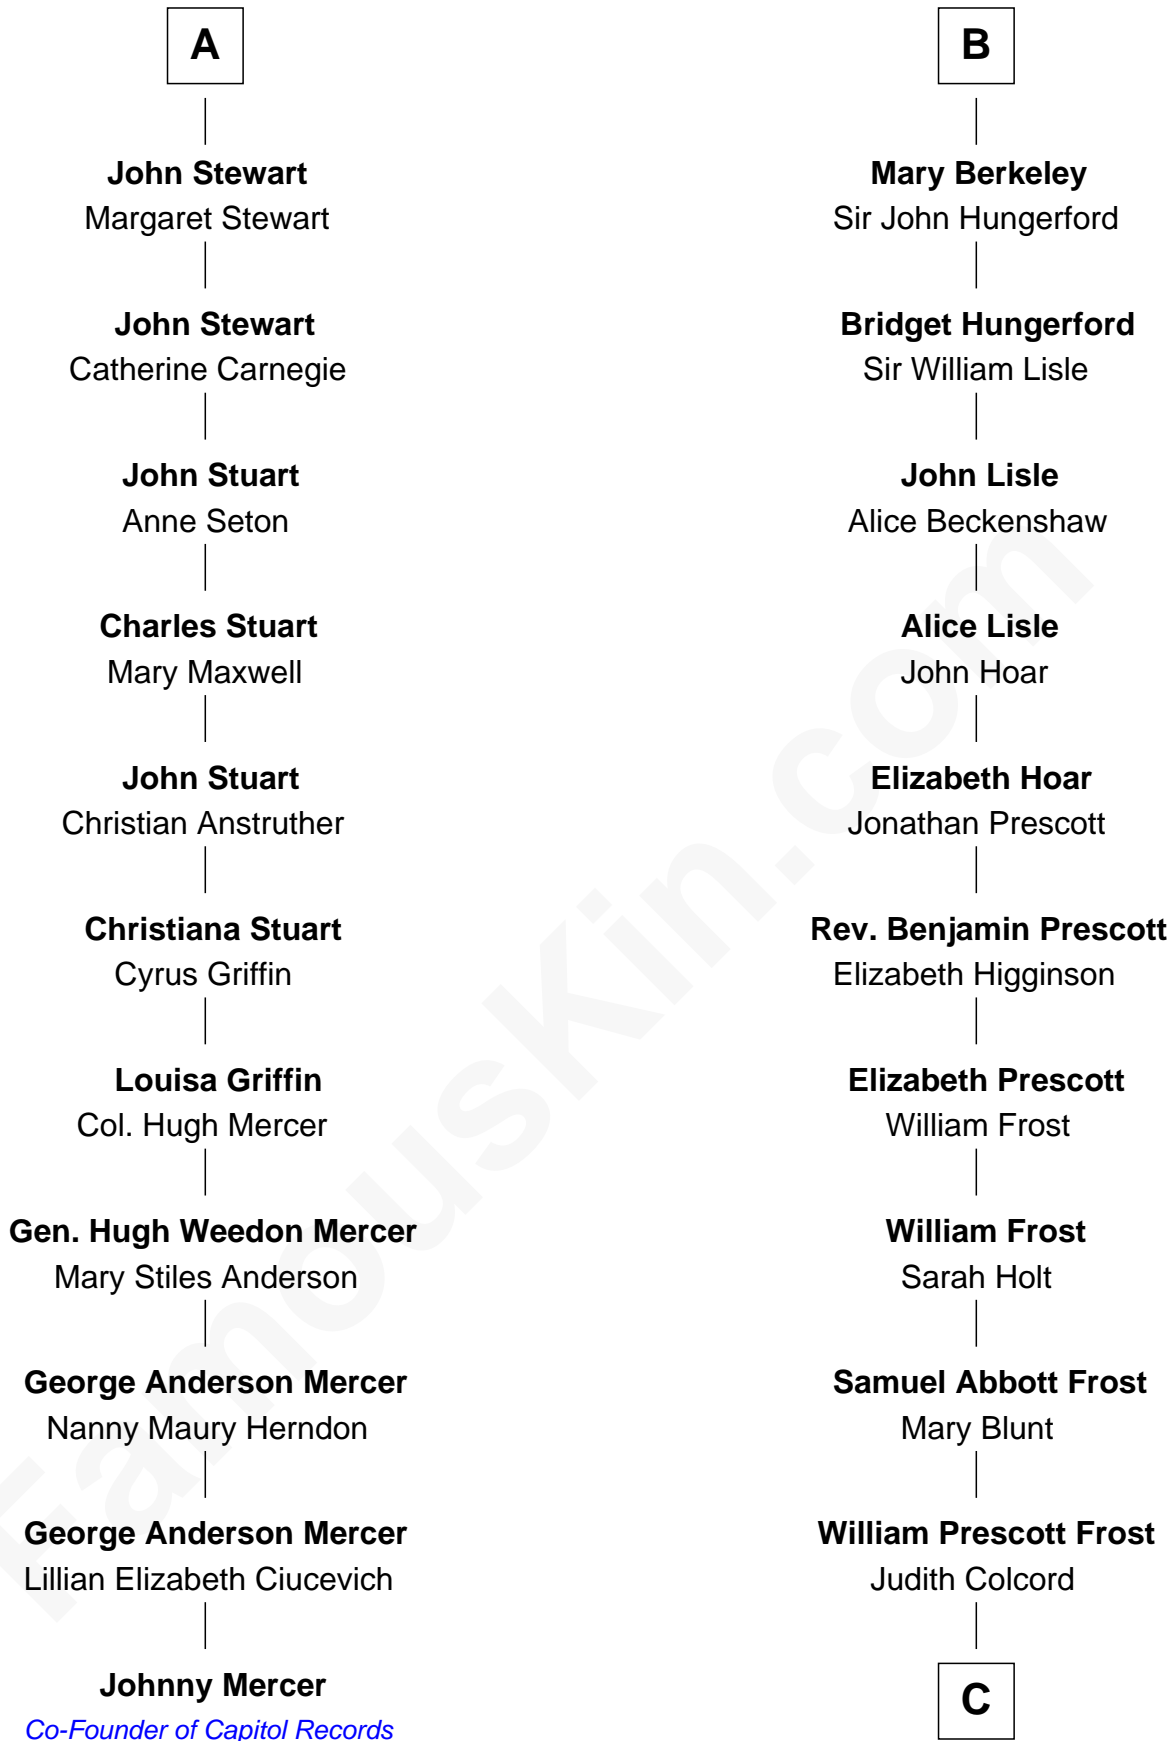 A
John Stewart
Margaret Stewart
John Stewart
Catherine Carnegie
John Stuart
Anne Seton
Charles Stuart
Mary Maxwell
John Stuart
Christian Anstruther
Christiana Stuart
Cyrus Griffin
Louisa Griffin
Col. Hugh Mercer
Gen. Hugh Weedon Mercer
Mary Stiles Anderson
George Anderson Mercer
Nanny Maury Herndon
George Anderson Mercer
Lillian Elizabeth Ciucevich
Johnny Mercer
Co-Founder of Capitol Records
B
Mary Berkeley
Sir John Hungerford
Bridget Hungerford
Sir William Lisle
John Lisle
Alice Beckenshaw
Alice Lisle
John Hoar
Elizabeth Hoar
Jonathan Prescott
Rev. Benjamin Prescott
Elizabeth Higginson
Elizabeth Prescott
William Frost
William Frost
Sarah Holt
Samuel Abbott Frost
Mary Blunt
William Prescott Frost
Judith Colcord
C
FamousKin.com